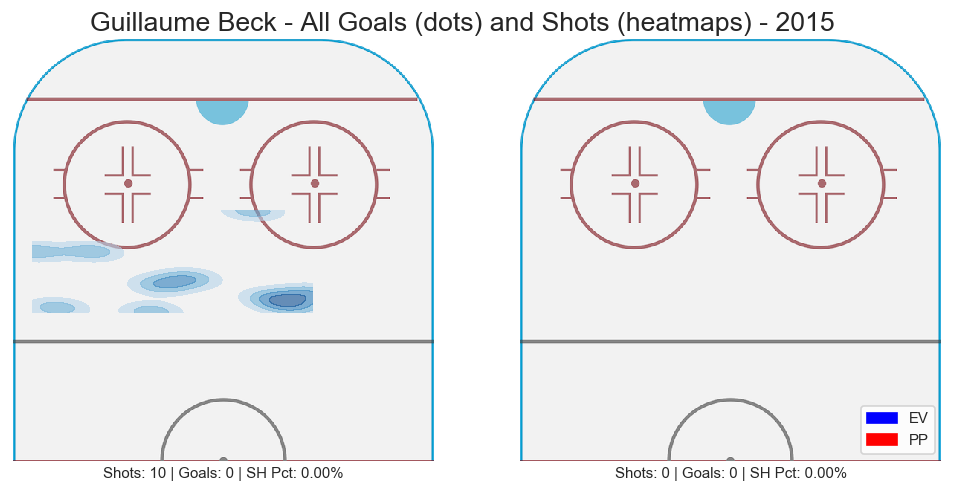 Guillaume Beck - All Goals (dots) and Shots (heatmaps) - 2015
EV
PP
Shots: 10 | Goals: 0 | SH Pct: 0.00%
Shots: 0 | Goals: 0 | SH Pct: 0.00%